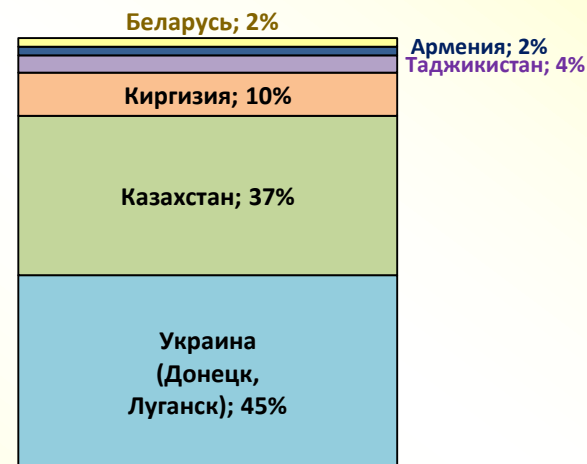 Беларусь; 2%
Армения; 2%
Таджикистан; 4%
Киргизия; 10%
Казахстан; 37%
Украина
(Донецк,
Луганск); 45%